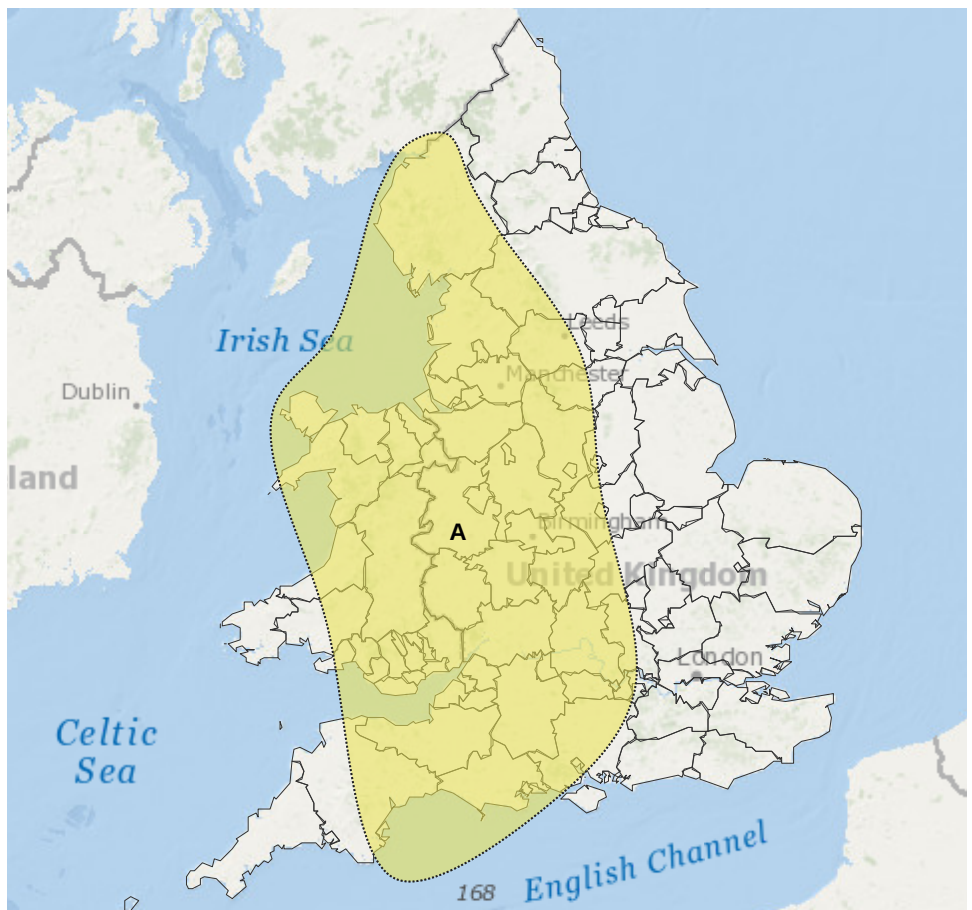 Leeds
Irish Sea
Manchester
Dublin
land
A
Birmingham
United Kingdom
London
Celtic
Sea
English Channel
168